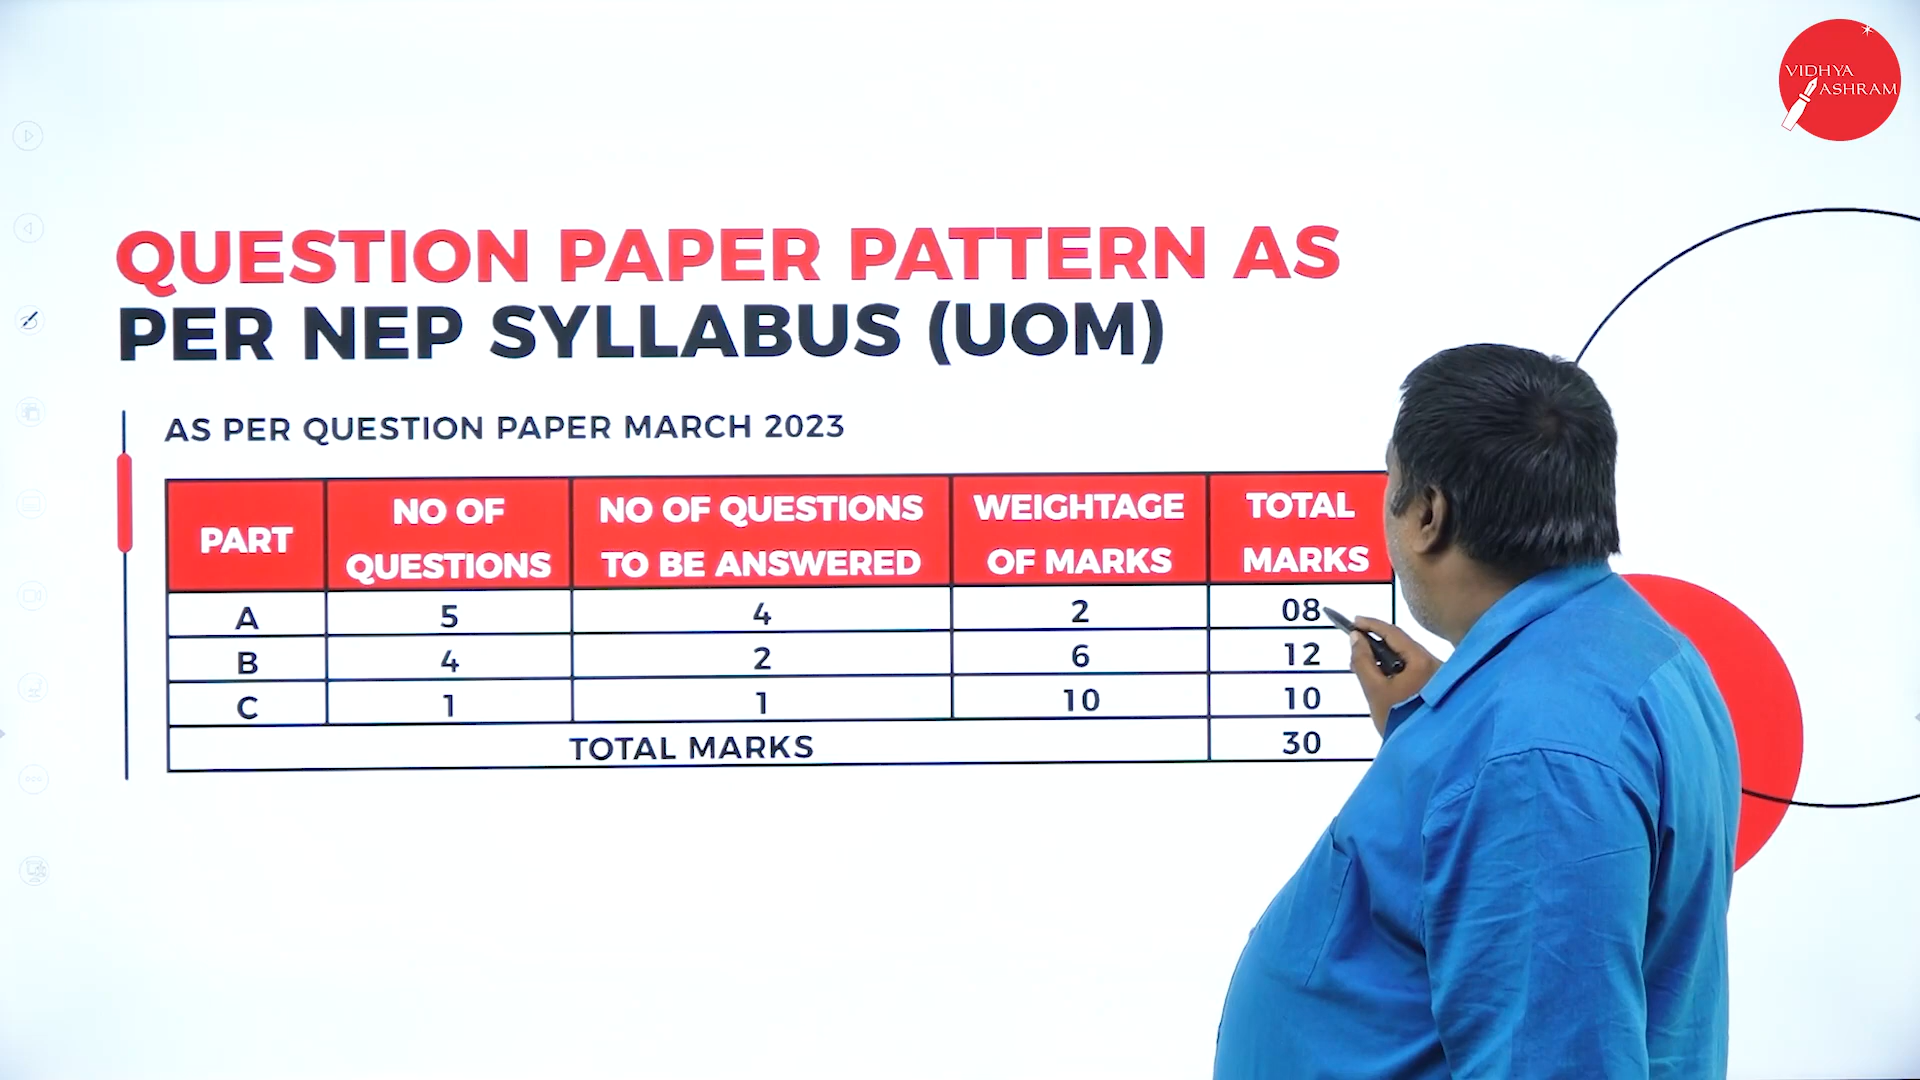 VIDHYA
ASHRAM
QUESTION PAPER PATTERN AS
PER NEP SYLLABUS (UOM)
AS PER QUESTION PAPER MARCH 2023
PART NO OF QUESTIONS NO OF QUESTIONS TO BE ANSWERED WEIGHTAGE OF MARKS TOTAL MARKS
A 5 4 2 08
B 4 2 6 12
C 1 1 10 10
TOTAL MARKS 30